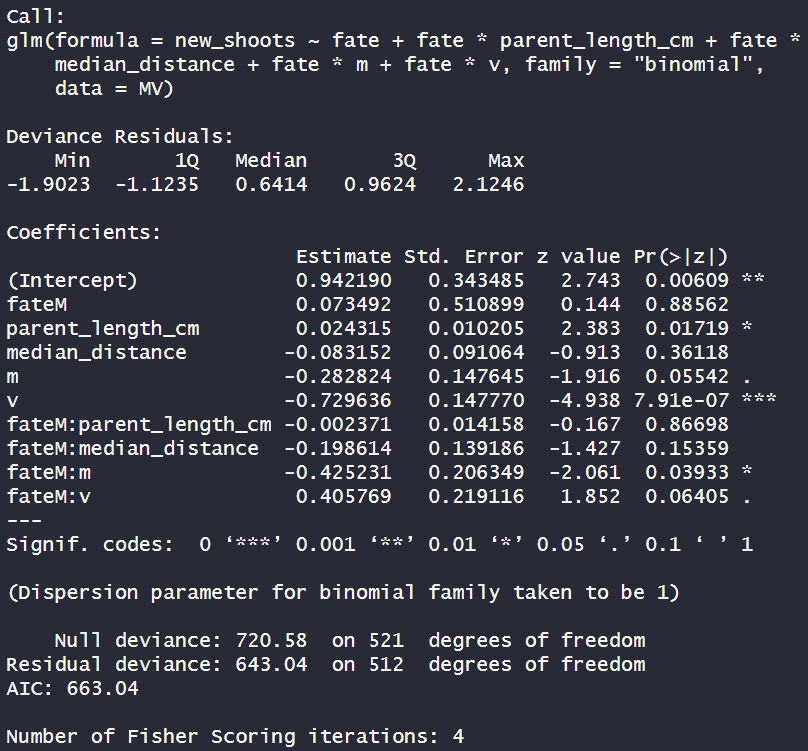 Call:
glm(formula = new_shoots ~ fate + fate * parent_length_cm + fate *
    median_distance + fate * m + fate * v, family = "binomial",
    data = MV)

Deviance Residuals:
    Min       1Q   Median       3Q      Max
-1.9023  -1.1235   0.6414   0.9624   2.1246

Coefficients:
                        Estimate Std. Error z value Pr(>|z|)
(Intercept)             0.942190   0.343485   2.743  0.00609 **
fateM                   0.073492   0.510899   0.144  0.88562
parent_length_cm        0.024315   0.010205   2.383  0.01719 *
median_distance        -0.083152   0.091064  -0.913  0.36118
m                      -0.282824   0.147645  -1.916  0.05542 .
v                      -0.729636   0.147770  -4.938 7.91e-07 ***
fateM:parent_length_cm -0.002371   0.014158  -0.167  0.86698
fateM:median_distance  -0.198614   0.139186  -1.427  0.15359
fateM:m                -0.425231   0.206349  -2.061  0.03933 *
fateM:v                 0.405769   0.219116   1.852  0.06405 .
---
Signif. codes:  0 ‘***’ 0.001 ‘**’ 0.01 ‘*’ 0.05 ‘.’ 0.1 ‘ ’ 1

(Dispersion parameter for binomial family taken to be 1)

    Null deviance: 720.58  on 521  degrees of freedom
Residual deviance: 643.04  on 512  degrees of freedom
AIC: 663.04

Number of Fisher Scoring iterations: 4